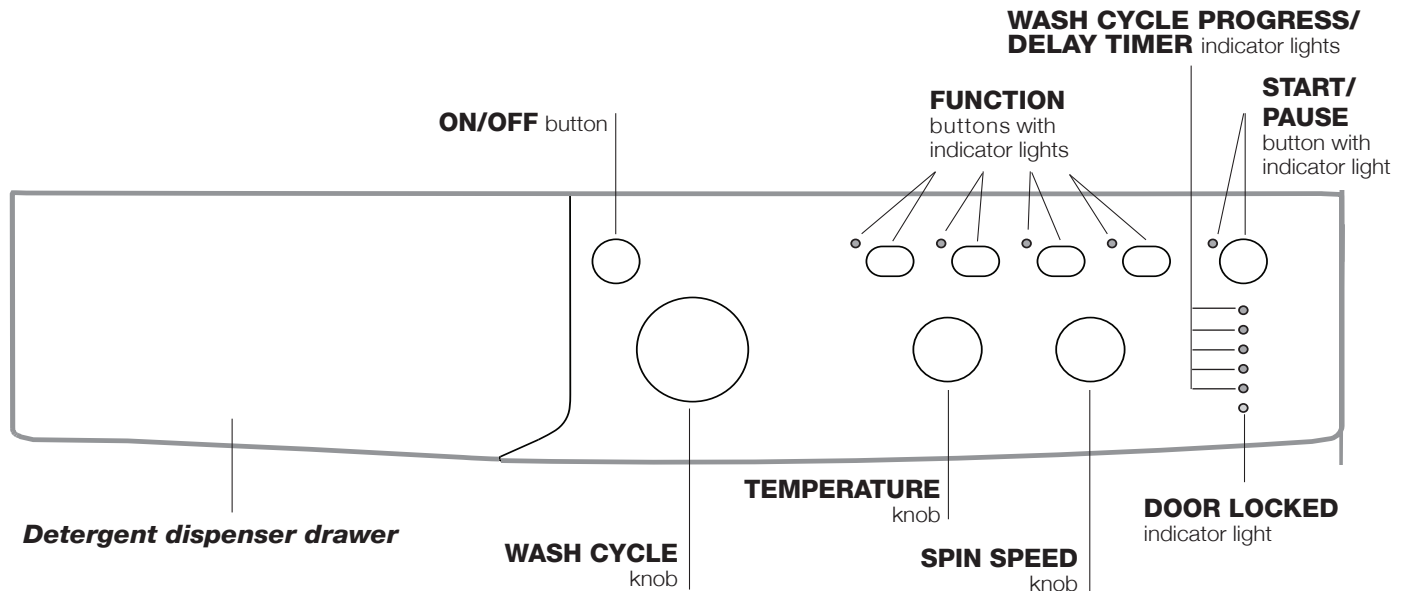 WASH CYCLE PROGRESS/
DELAY TIMER indicator lights
START/
PAUSE
button with
indicator light
FUNCTION
buttons with
indicator lights
ON/OFF button
TEMPERATURE
knob
DOOR LOCKED
indicator light
Detergent dispenser drawer
WASH CYCLE
knob
SPIN SPEED
knob